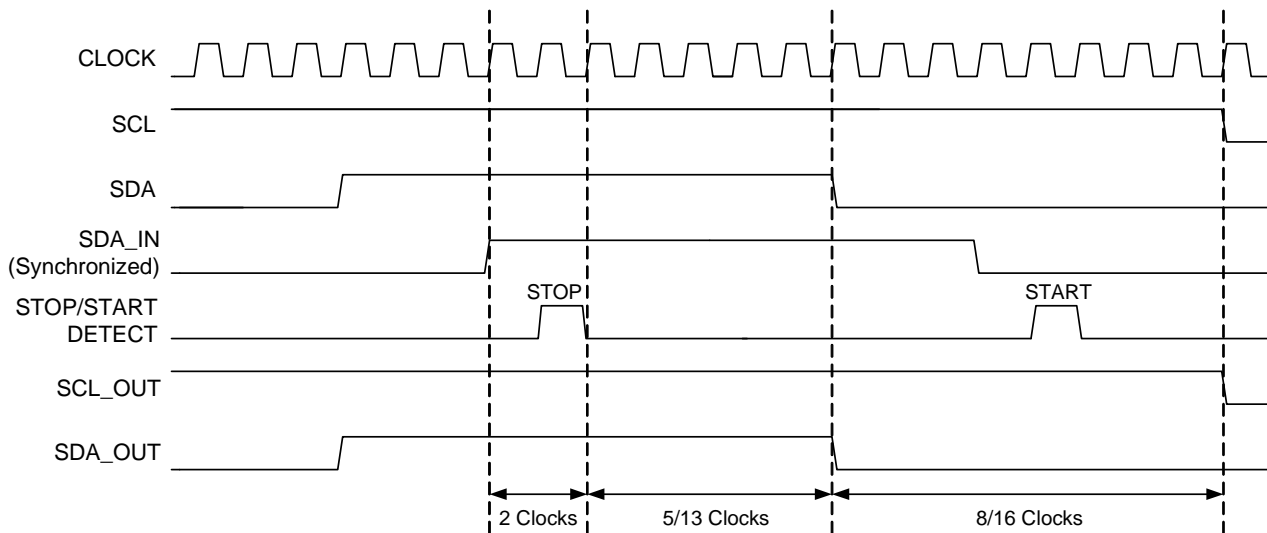 CLOCK
SCL
SDA
SDA_IN
(Synchronized)
STOP
START
STOP/START
DETECT
SCL_OUT
SDA_OUT
2 Clocks
5/13 Clocks
8/16 Clocks